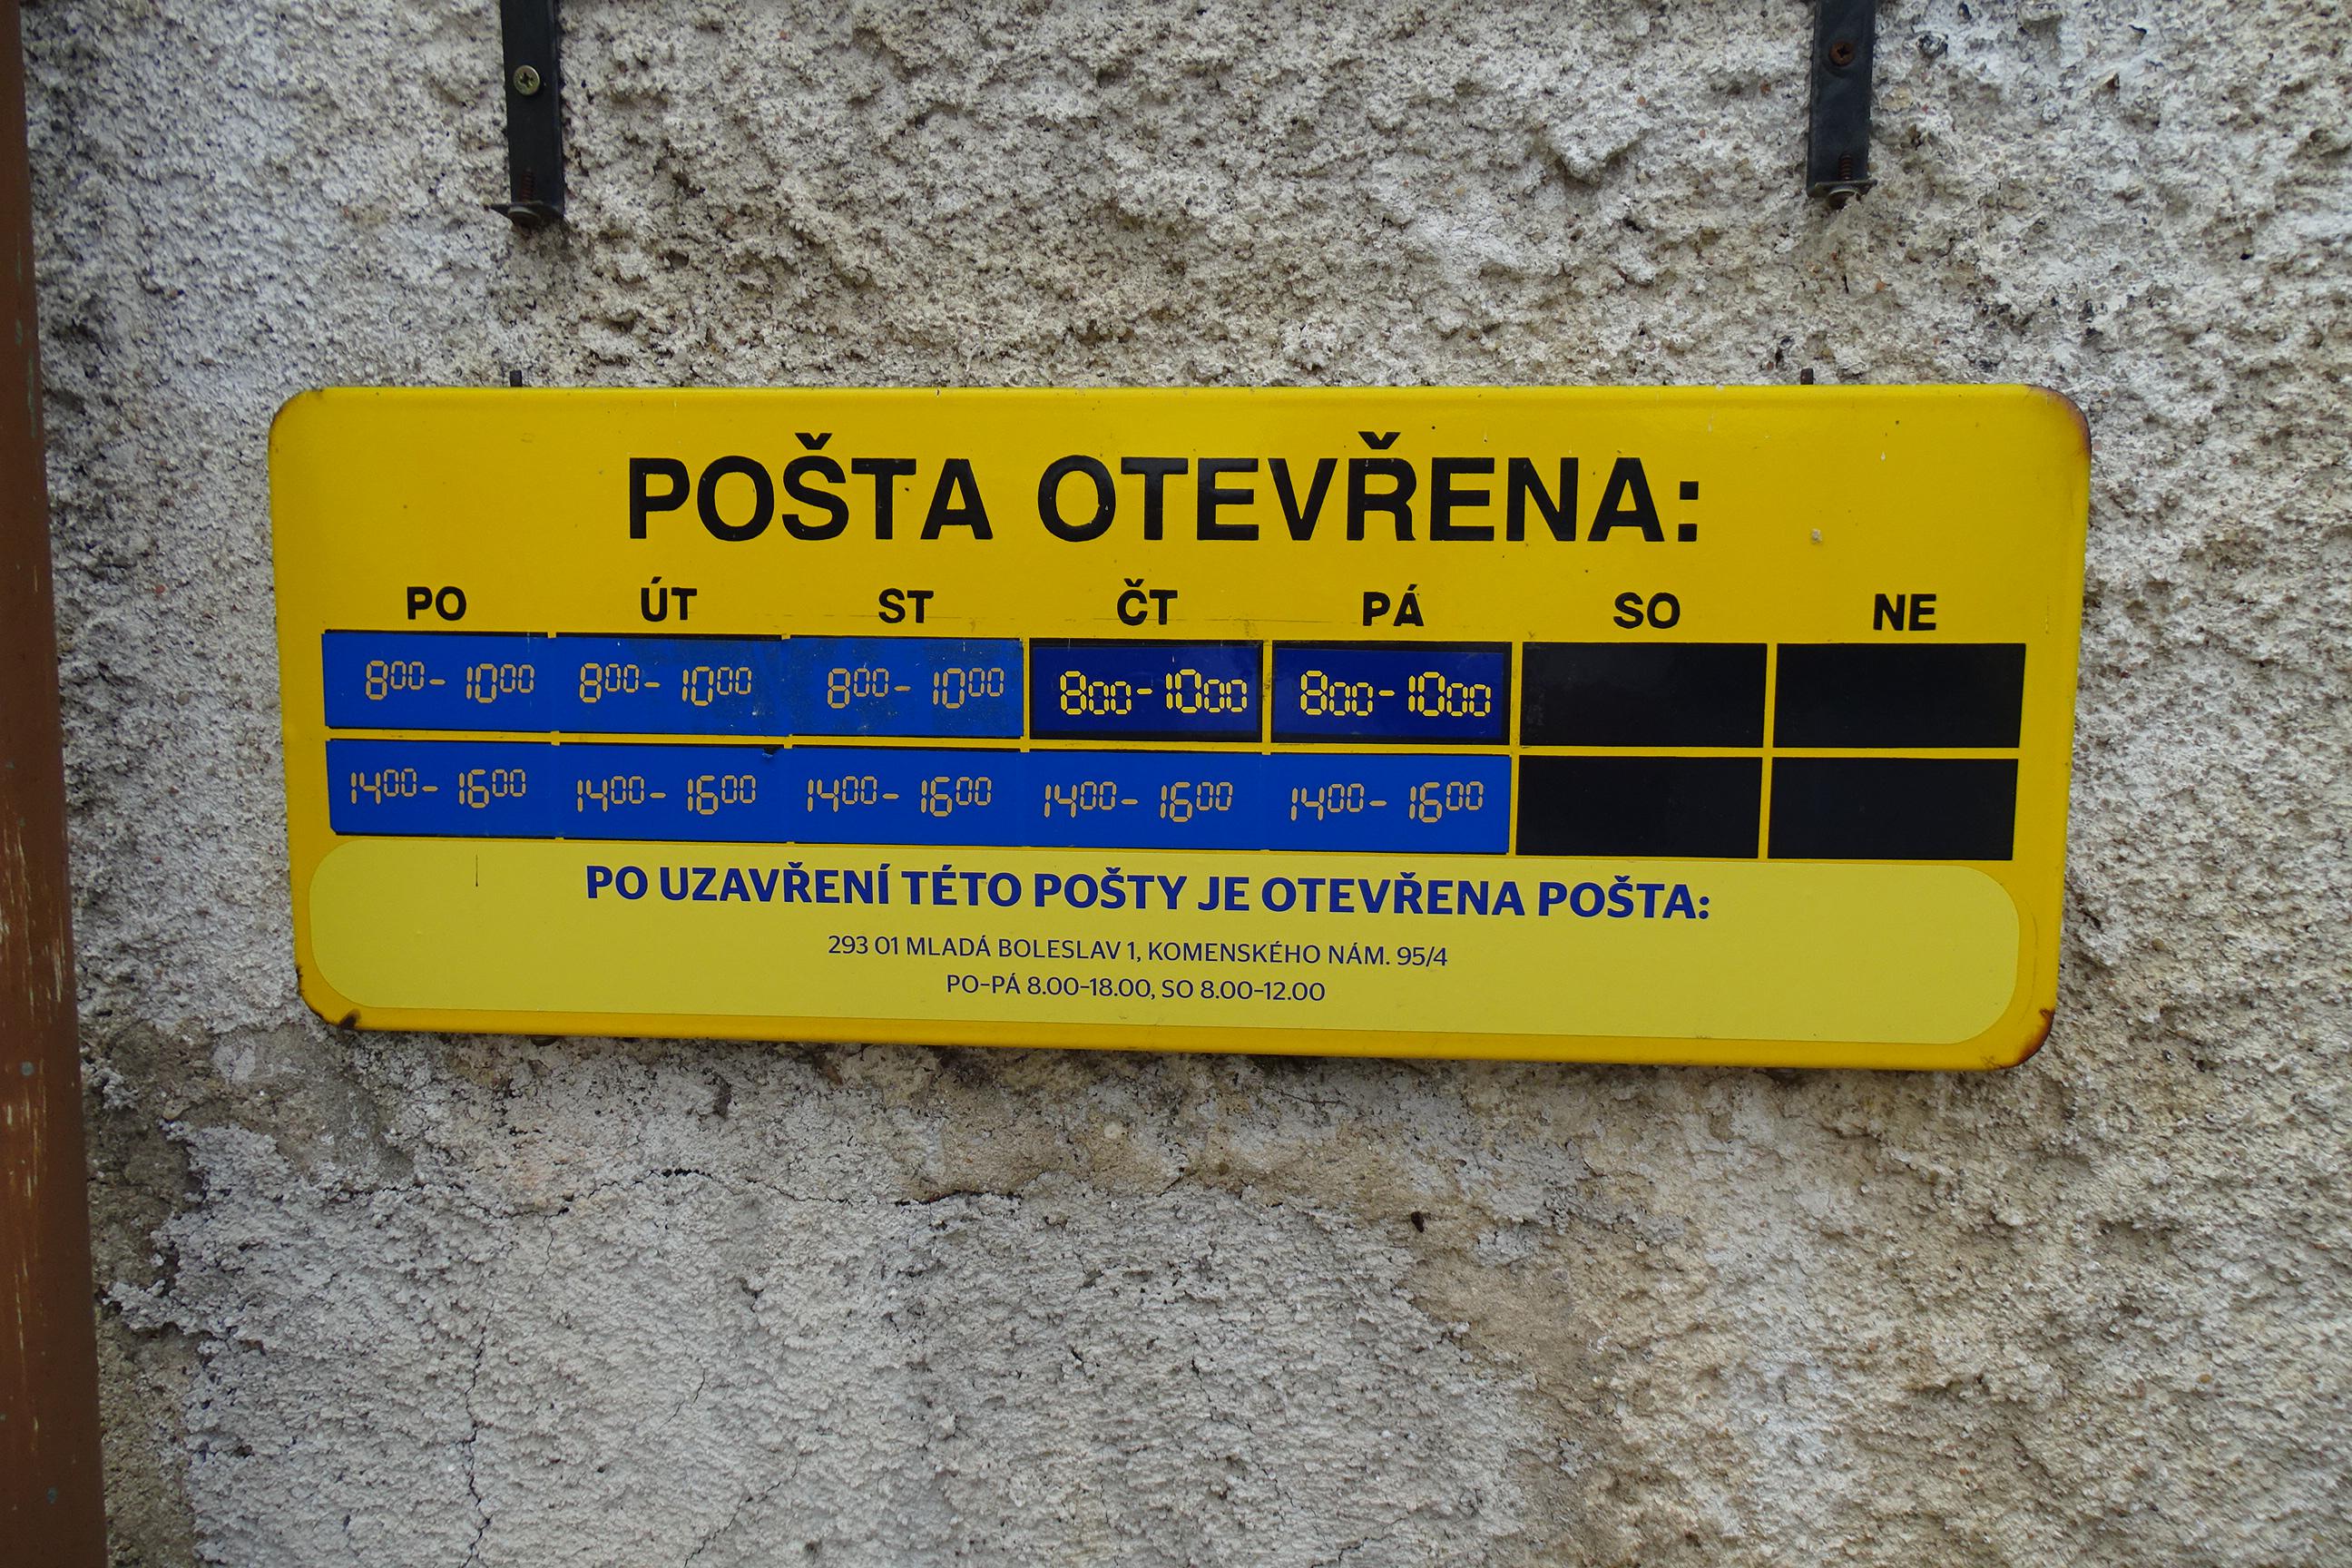 POŠTA OTEVŘENA:
PO ÚT ST ČT PÁ SO NE
8⁰⁰- 10⁰⁰ 8⁰⁰- 10⁰⁰ 8⁰⁰- 10⁰⁰ 8₀₀-10₀₀ 8₀₀-10₀₀
14⁰⁰- 16⁰⁰ 14⁰⁰- 16⁰⁰ 14⁰⁰- 16⁰⁰ 14⁰⁰- 16⁰⁰ 14⁰⁰- 16⁰⁰
PO UZAVŘENÍ TÉTO POŠTY JE OTEVŘENA POŠTA:
293 01 MLADÁ BOLESLAV 1, KOMENSKÉHO NÁM. 95/4
PO–PÁ 8.00–18.00, SO 8.00–12.00